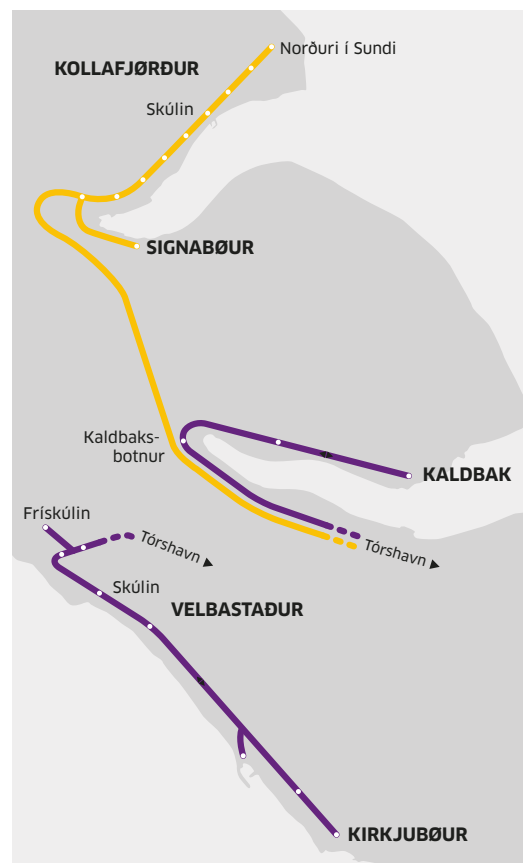 Norðuri í Sundi
KOLLAFJØRÐUR
Skúlin
SIGNABØUR
Kaldbaks-
botnur
KALDBAK
Frískúlin
Tórshavn
Tórshavn
Skúlin
VELBASTAÐUR
KIRKJUBØUR